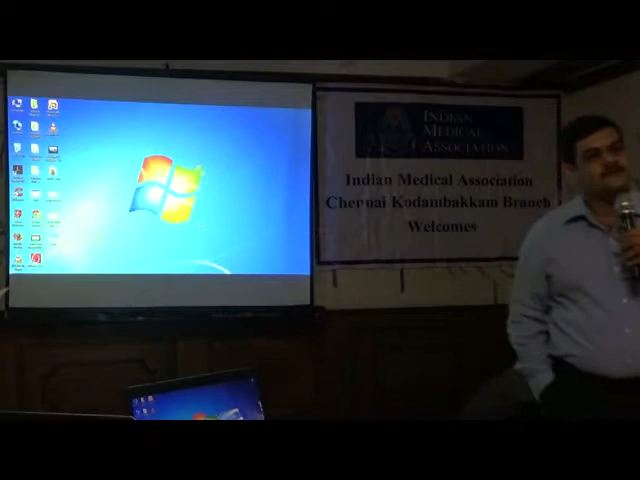 INDIAN
MEDICAL
ASSOCIATION
Indian Medical Association
Chennai Kodambakkam Branch
Welcomes